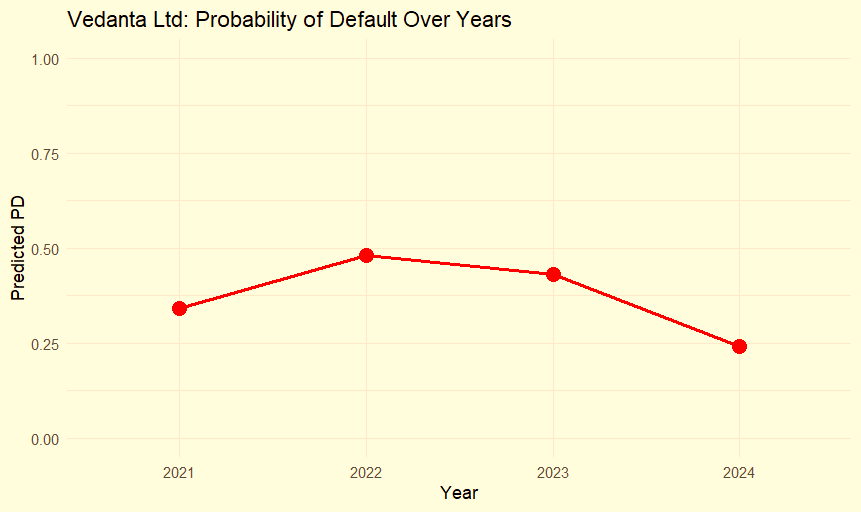 Vedanta Ltd: Probability of Default Over Years
Predicted PD
1.00
0.75
0.50
0.25
0.00
2021 2022 2023 2024
Year